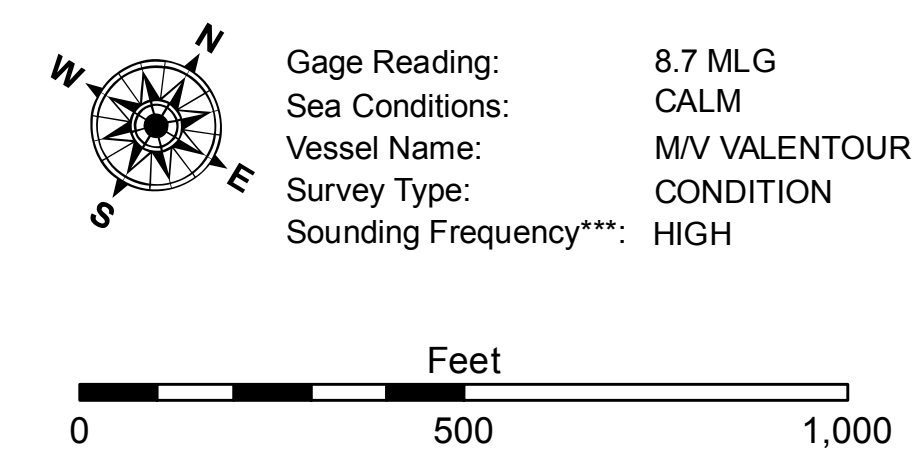 N
W
E
S
Gage Reading: 8.7 MLG
Sea Conditions: CALM
Vessel Name: M/V VALENTOUR
Survey Type: CONDITION
Sounding Frequency***: HIGH
Feet
0 500 1,000